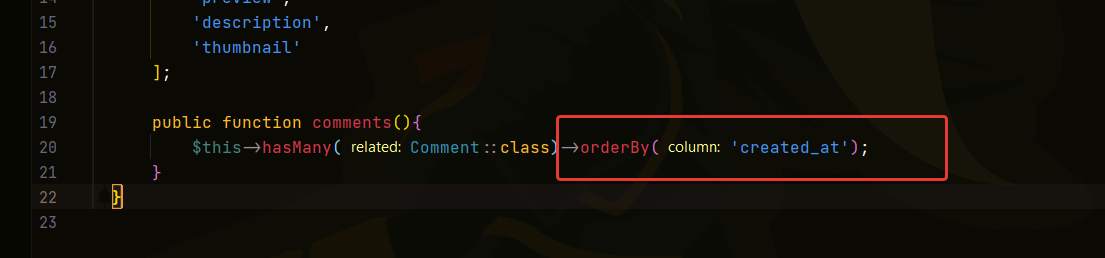 14 'preview',
15 'description',
16 'thumbnail'
17 ];
18
19 public function comments(){
20 $this->hasMany( related: Comment::class)->orderBy( column: 'created_at');
21 }
22 }
23